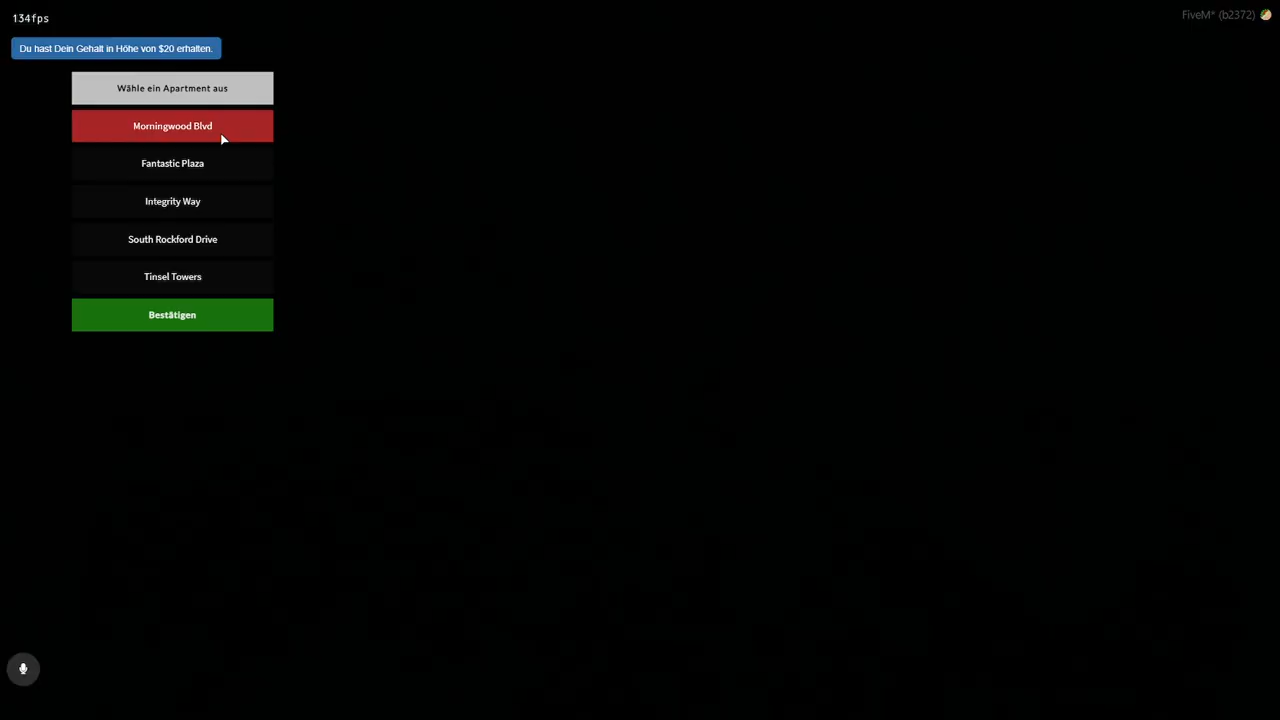 134fps
FiveM* (b2372)
Du hast Dein Gehalt in Höhe von $20 erhalten.
Wähle ein Apartment aus
Morningwood Blvd
Fantastic Plaza
Integrity Way
South Rockford Drive
Tinsel Towers
Bestätigen